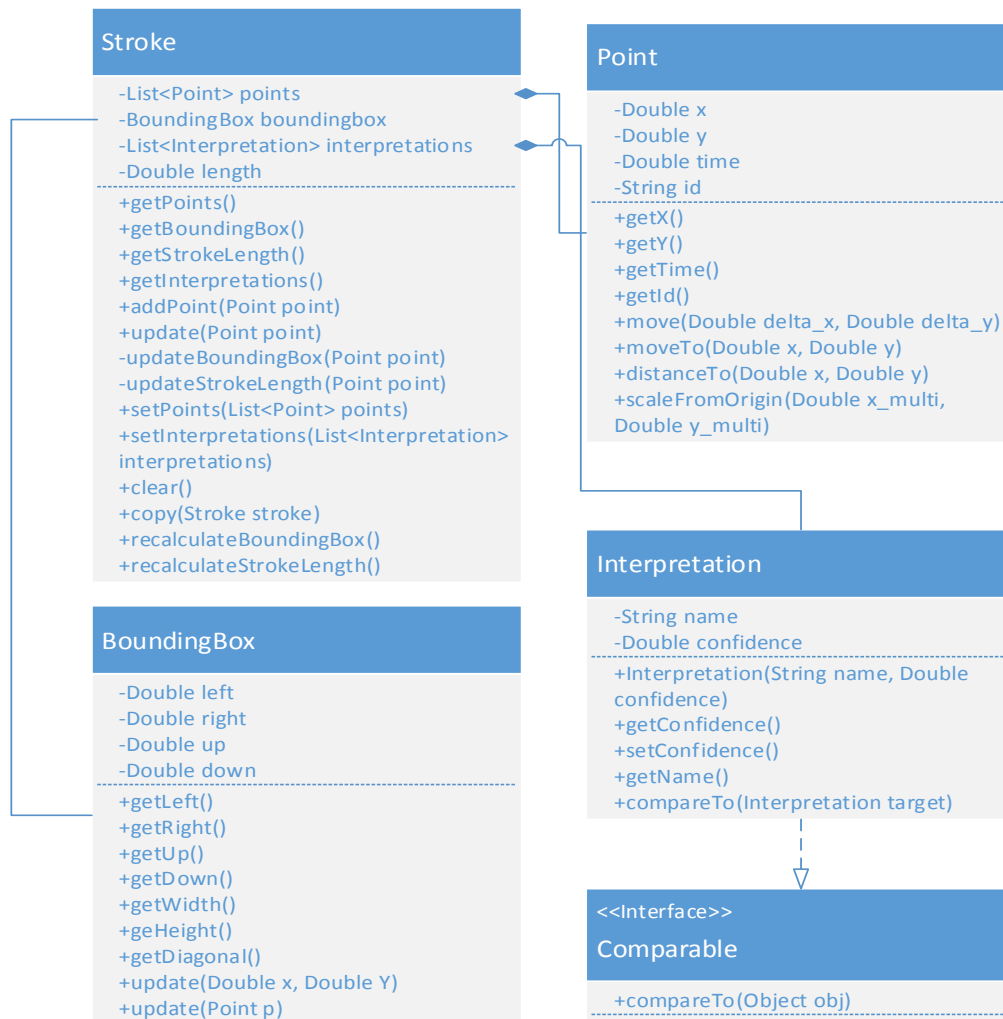 Stroke
-List<Point> points
-BoundingBox boundingbox
-List<Interpretation> interpretations
-Double length
+getPoints()
+getBoundingBox()
+getStrokeLength()
+getInterpretations()
+addPoint(Point point)
+update(Point point)
-updateBoundingBox(Point point)
-updateStrokeLength(Point point)
+setPoints(List<Point> points)
+setInterpretations(List<Interpretation>
interpretations)
+clear()
+copy(Stroke stroke)
+recalculateBoundingBox()
+recalculateStrokeLength()
Point
-Double x
-Double y
-Double time
-String id
+getX()
+getY()
+getTime()
+getId()
+move(Double delta_x, Double delta_y)
+moveTo(Double x, Double y)
+distanceTo(Double x, Double y)
+scaleFromOrigin(Double x_multi,
Double y_multi)
BoundingBox
-Double left
-Double right
-Double up
-Double down
+getLeft()
+getRight()
+getUp()
+getDown()
+getWidth()
+geHeight()
+getDiagonal()
+update(Double x, Double Y)
+update(Point p)
Interpretation
-String name
-Double confidence
+Interpretation(String name, Double
confidence)
+getConfidence()
+setConfidence()
+getName()
+compareTo(Interpretation target)
<<Interface>>
Comparable
+compareTo(Object obj)